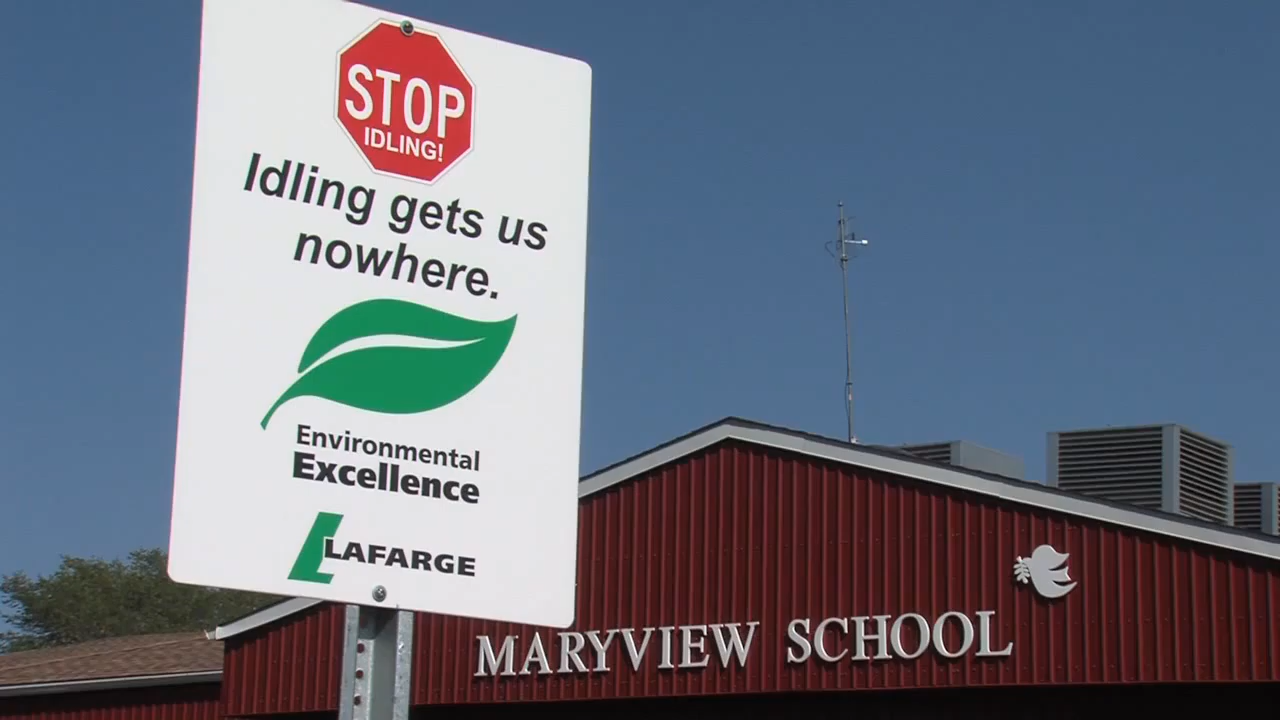 STOP
IDLING!
Idling gets us
nowhere.
Environmental
Excellence
LAFARGE
MARYVIEW SCHOOL